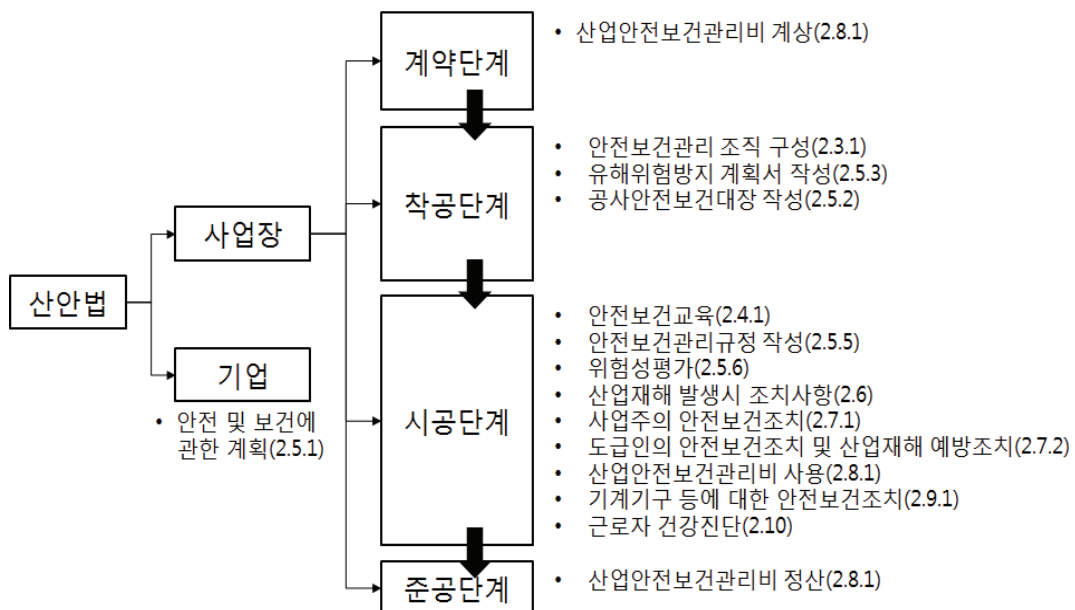 산안법
사업장
기업
• 안전 및 보건에
관한 계획(2.5.1)
계약단계
• 산업안전보건관리비 계상(2.8.1)
착공단계
• 안전보건관리 조직 구성(2.3.1)
• 유해위험방지 계획서 작성(2.5.3)
• 공사안전보건대장 작성(2.5.2)
시공단계
• 안전보건교육(2.4.1)
• 안전보건관리규정 작성(2.5.5)
• 위험성평가(2.5.6)
• 산업재해 발생시 조치사항(2.6)
• 사업주의 안전보건조치(2.7.1)
• 도급인의 안전보건조치 및 산업재해 예방조치(2.7.2)
• 산업안전보건관리비 사용(2.8.1)
• 기계기구 등에 대한 안전보건조치(2.9.1)
• 근로자 건강진단(2.10)
준공단계
• 산업안전보건관리비 정산(2.8.1)